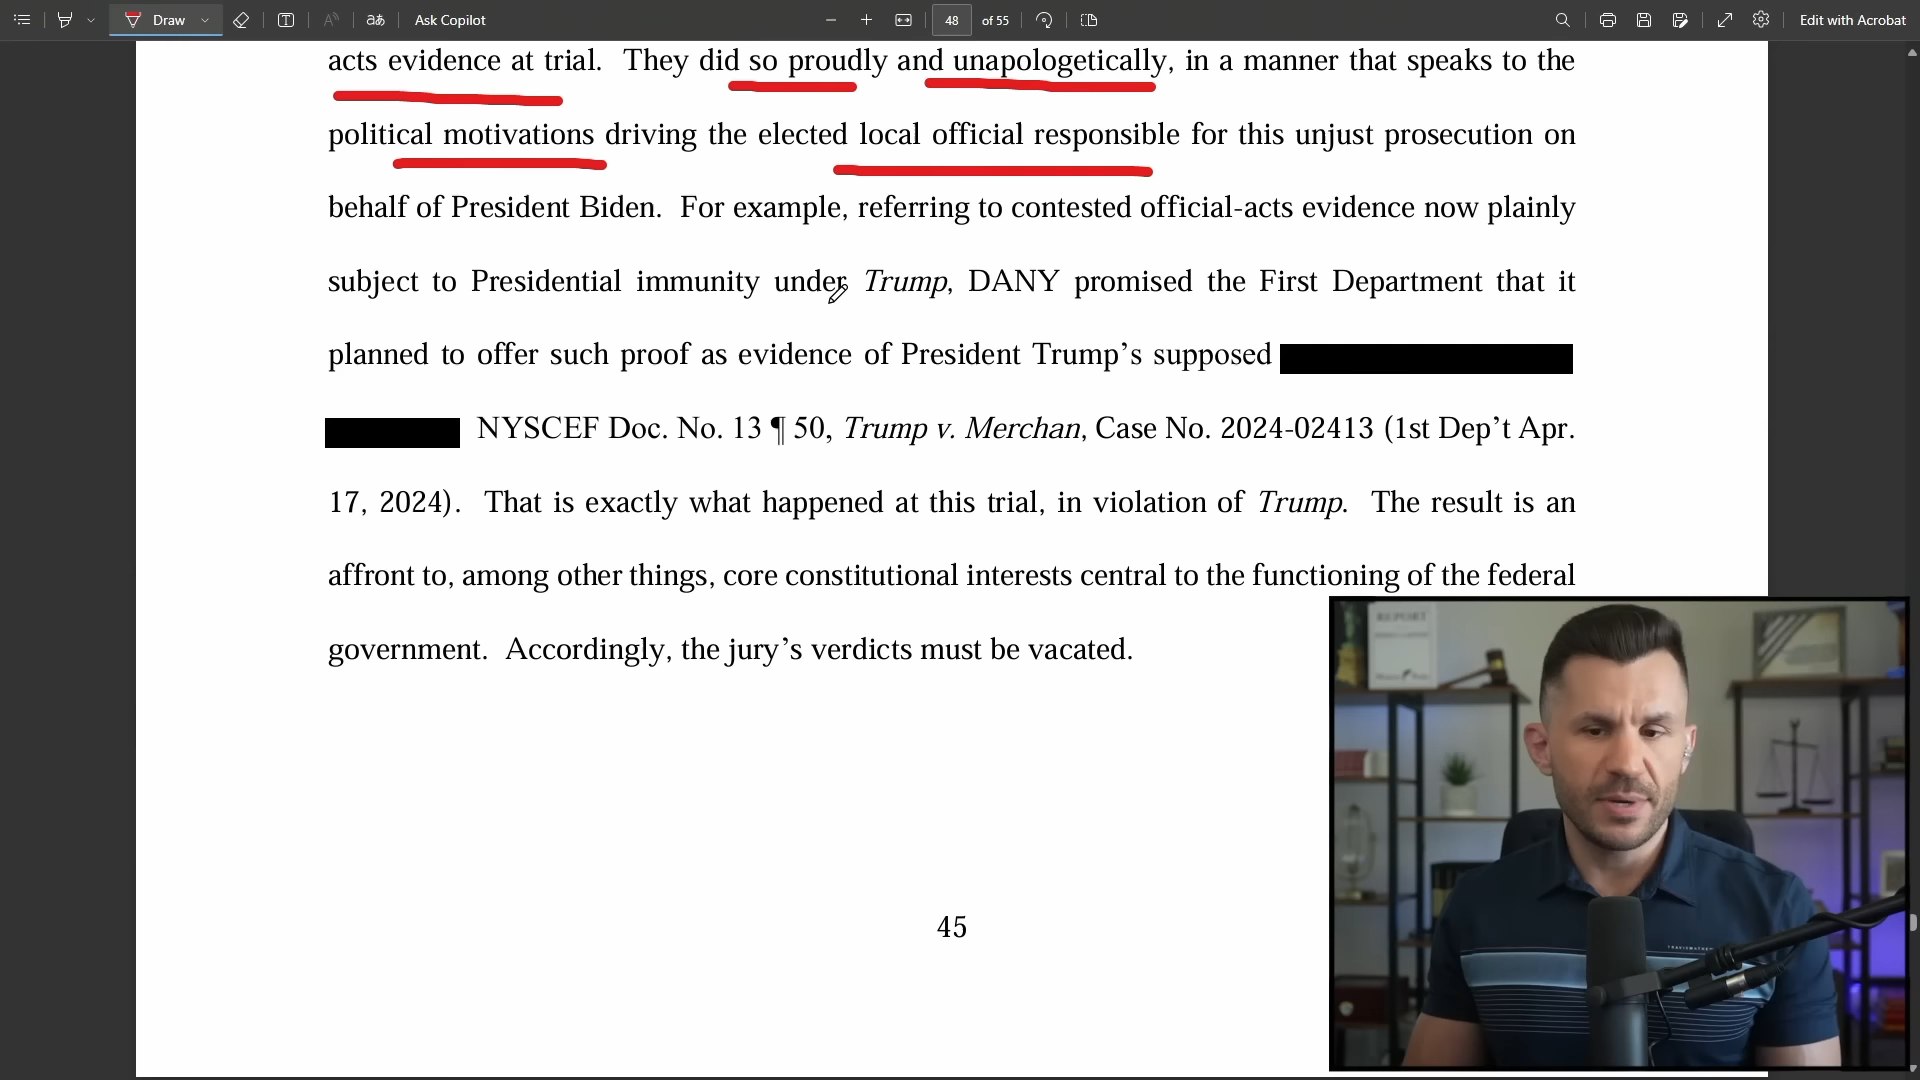 Draw
aあ
Ask Copilot
48 of 55
Edit with Acrobat
acts evidence at trial. They did so proudly and unapologetically, in a manner that speaks to the
political motivations driving the elected local official responsible for this unjust prosecution on
behalf of President Biden. For example, referring to contested official-acts evidence now plainly
subject to Presidential immunity under Trump, DANY promised the First Department that it
planned to offer such proof as evidence of President Trump’s supposed
NYSCEF Doc. No. 13 ¶ 50, Trump v. Merchan, Case No. 2024-02413 (1st Dep’t Apr.
17, 2024). That is exactly what happened at this trial, in violation of Trump. The result is an
affront to, among other things, core constitutional interests central to the functioning of the federal
government. Accordingly, the jury’s verdicts must be vacated.
45
REPORT